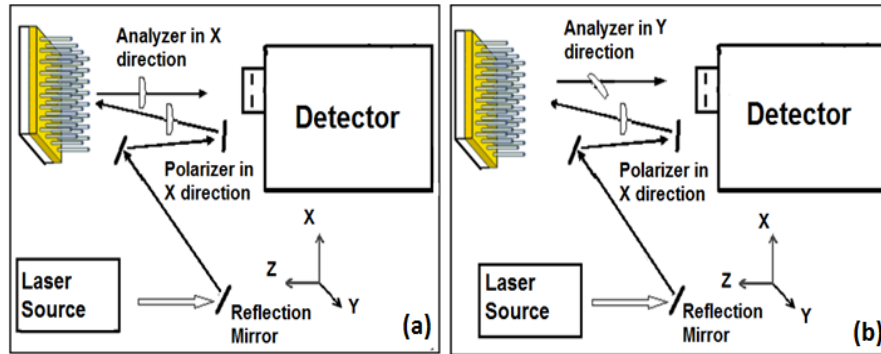 Analyzer in X
direction
Detector
Polarizer in
X direction
X
Z
Y
Laser
Source
Reflection
Mirror
(a)
Analyzer in Y
direction
Detector
Polarizer in
X direction
X
Z
Y
Laser
Source
Reflection
Mirror
(b)